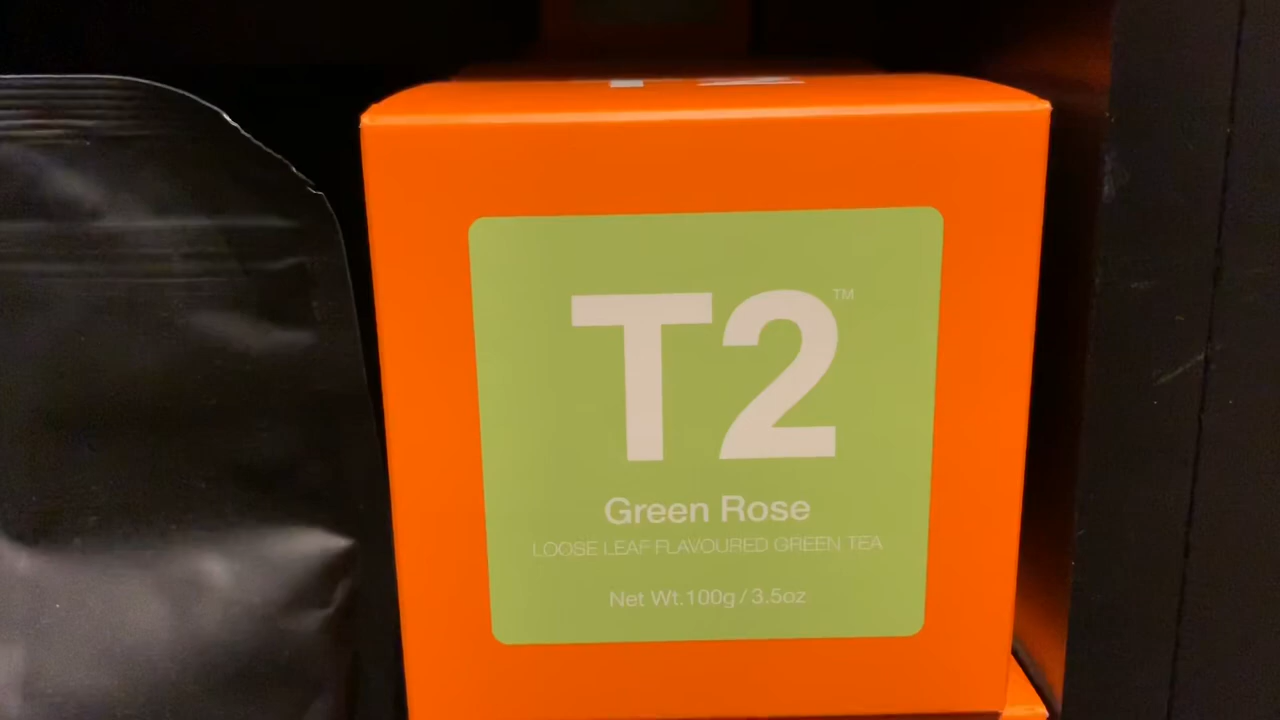 T2™
Green Rose
LOOSE LEAF FLAVOURED GREEN TEA
Net Wt.100g / 3.5oz